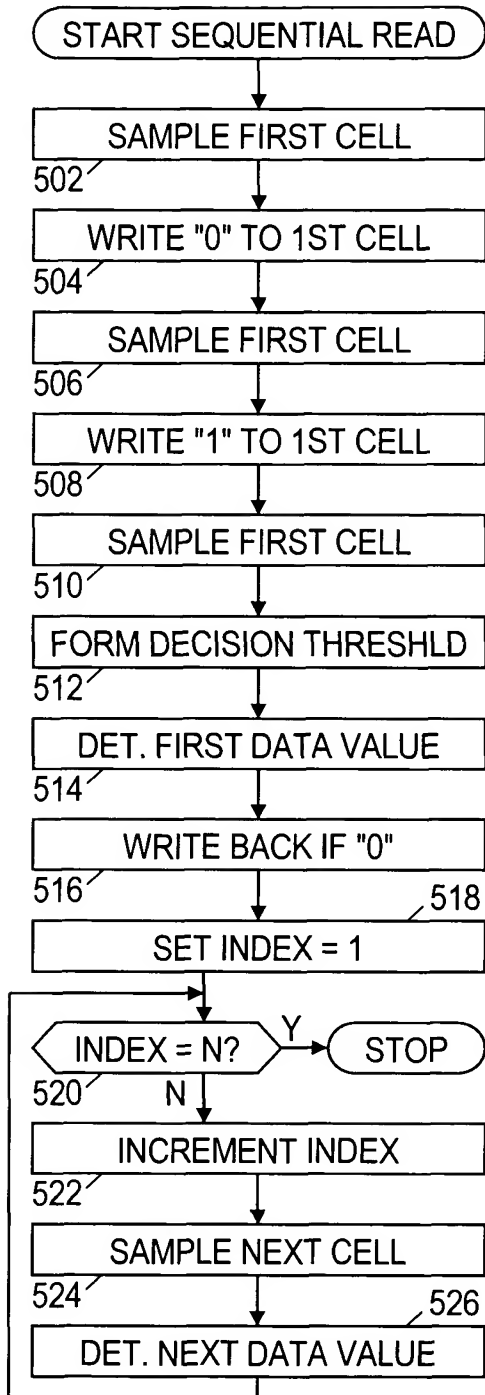 START SEQUENTIAL READ
SAMPLE FIRST CELL
502
WRITE "0" TO 1ST CELL
504
SAMPLE FIRST CELL
506
WRITE "1" TO 1ST CELL
508
SAMPLE FIRST CELL
510
FORM DECISION THRESHLD
512
DET. FIRST DATA VALUE
514
WRITE BACK IF "0"
516
518
SET INDEX = 1
INDEX = N? Y STOP
520 N
INCREMENT INDEX
522
SAMPLE NEXT CELL
524
526
DET. NEXT DATA VALUE